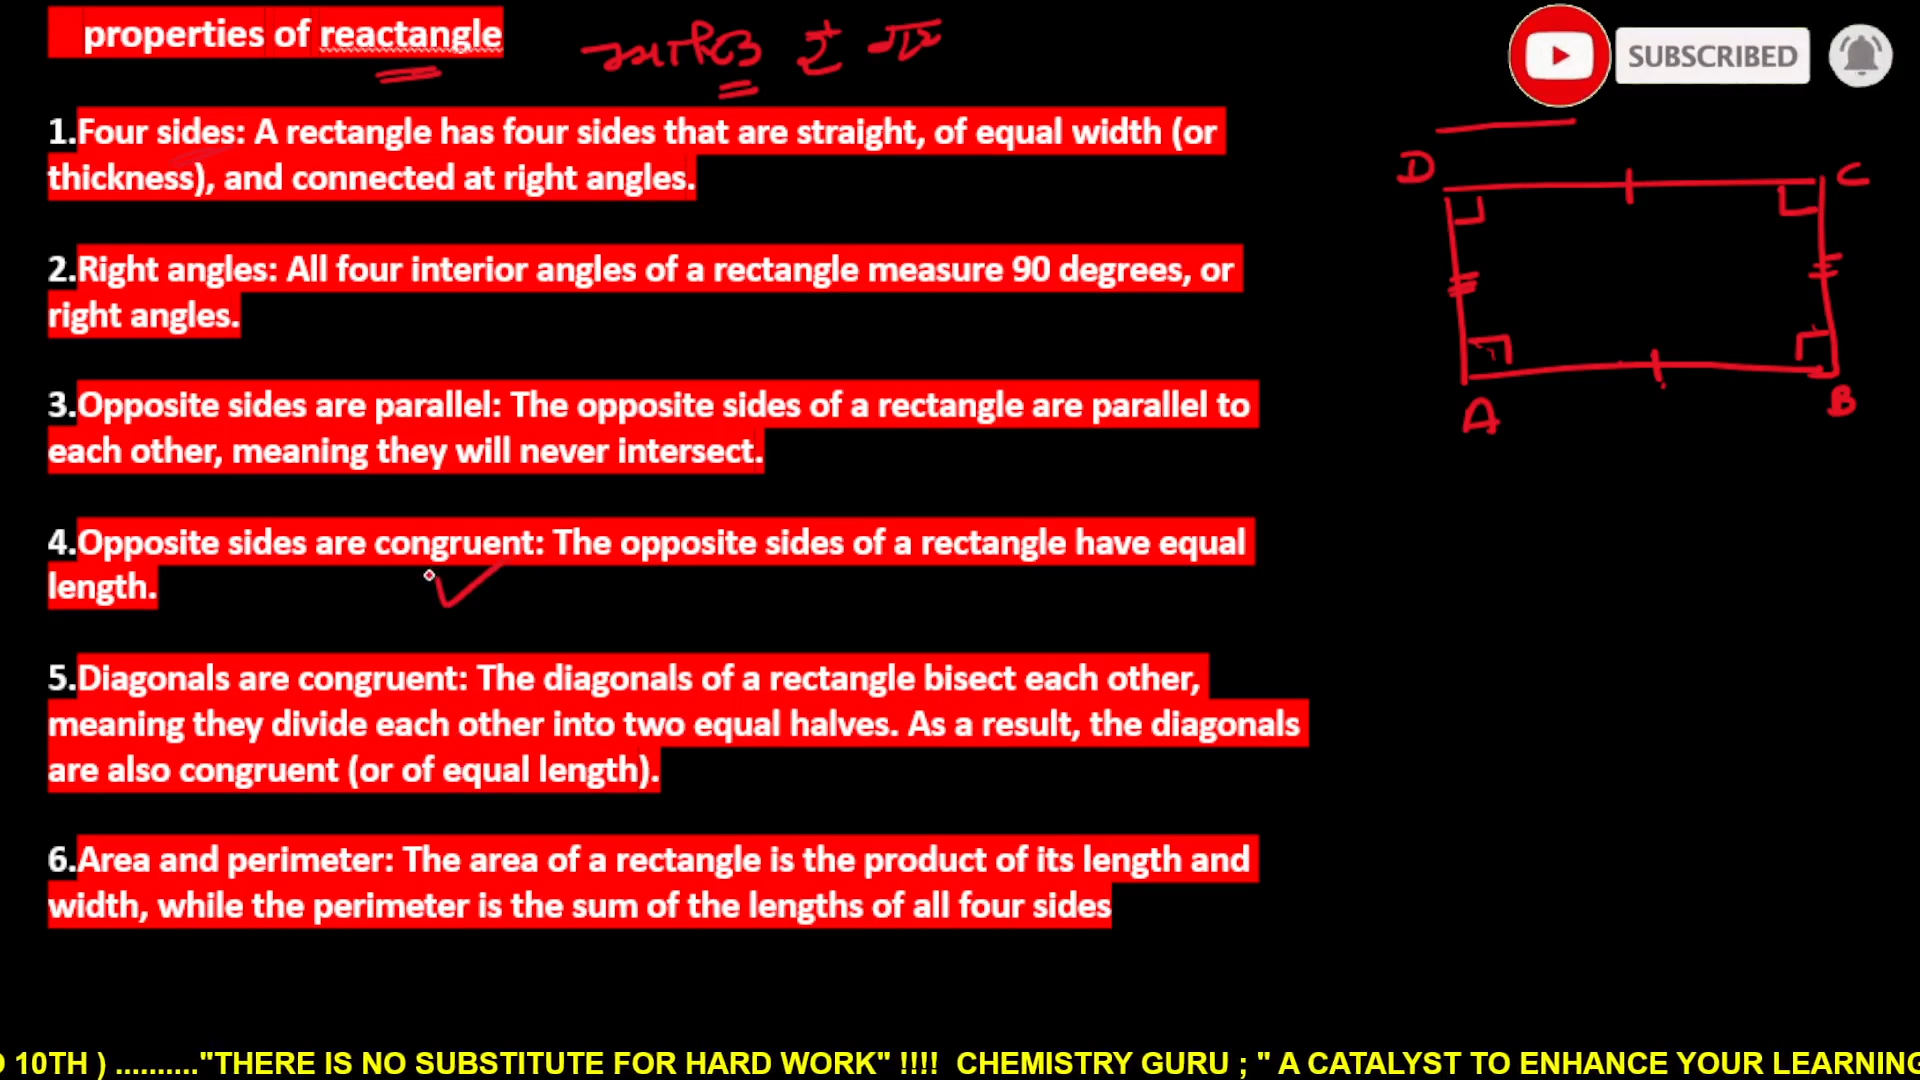 properties of reactangle
SUBSCRIBED
1.Four sides: A rectangle has four sides that are straight, of equal width (or
thickness), and connected at right angles.
2.Right angles: All four interior angles of a rectangle measure 90 degrees, or
right angles.
3.Opposite sides are parallel: The opposite sides of a rectangle are parallel to
each other, meaning they will never intersect.
4.Opposite sides are congruent: The opposite sides of a rectangle have equal
length.
5.Diagonals are congruent: The diagonals of a rectangle bisect each other,
meaning they divide each other into two equal halves. As a result, the diagonals
are also congruent (or of equal length).
6.Area and perimeter: The area of a rectangle is the product of its length and
width, while the perimeter is the sum of the lengths of all four sides
D
C
A
B
10TH ) .........."THERE IS NO SUBSTITUTE FOR HARD WORK" !!!! CHEMISTRY GURU ; " A CATALYST TO ENHANCE YOUR LEARNING